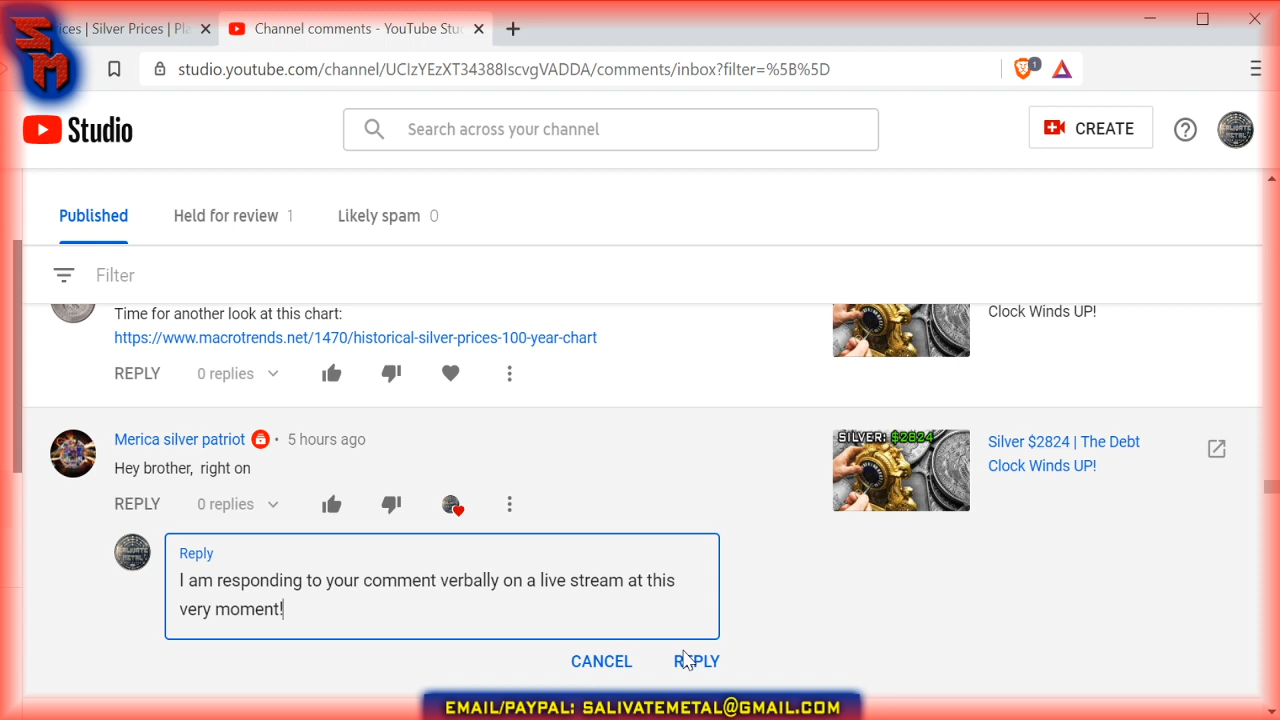 SM
ices | Silver Prices | Pla
Channel comments - YouTube Stu
studio.youtube.com/channel/UCIzYEzXT34388IscvgVADDA/comments/inbox?filter=%5B%5D
1
Studio
Search across your channel
CREATE
Published
Held for review 1
Likely spam 0
Filter
Time for another look at this chart:
https://www.macrotrends.net/1470/historical-silver-prices-100-year-chart
REPLY
0 replies
Clock Winds UP!
Merica silver patriot • 5 hours ago
Hey brother, right on
REPLY
0 replies
SILVER: $2824
Silver $2824 | The Debt
Clock Winds UP!
Reply
I am responding to your comment verbally on a live stream at this
very moment!
CANCEL
REPLY
EMAIL/PAYPAL: SALIVATEMETAL@GMAIL.COM